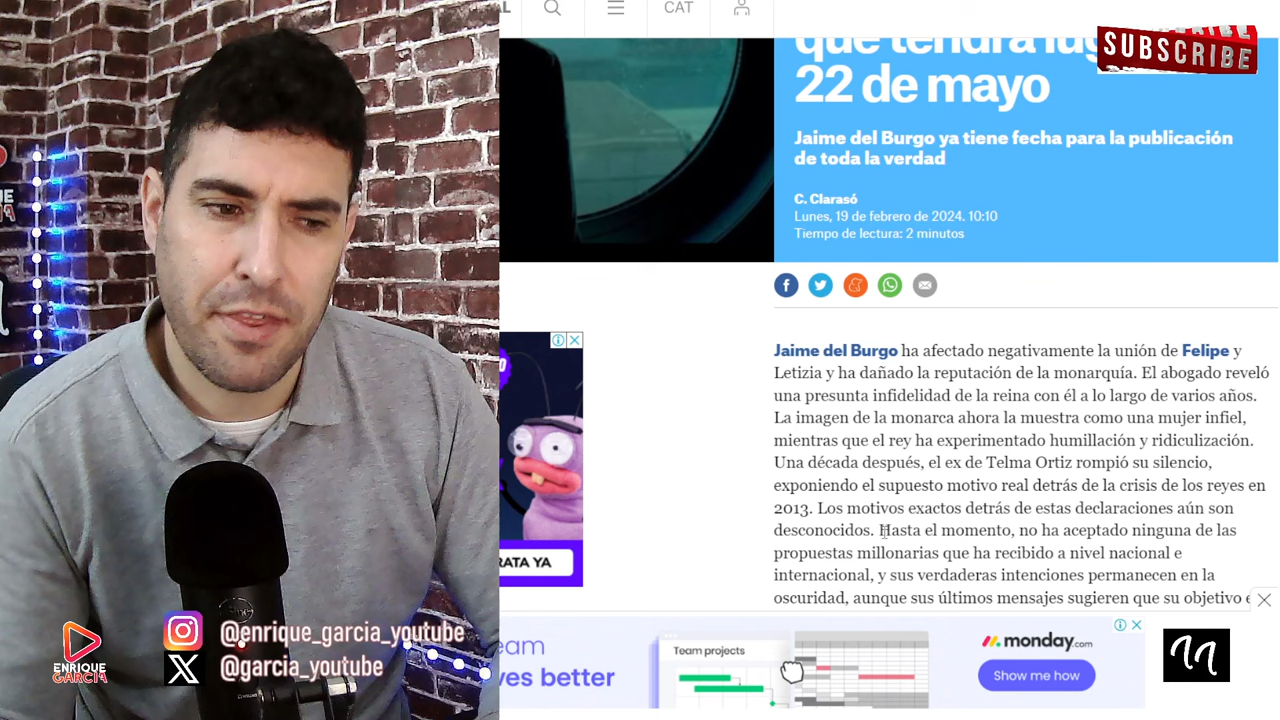 CAT
SUBSCRIBE
22 de mayo
Jaime del Burgo ya tiene fecha para la publicación
de toda la verdad
C. Clarasó
Lunes, 19 de febrero de 2024. 10:10
Tiempo de lectura: 2 minutos
Jaime del Burgo ha afectado negativamente la unión de Felipe y
Letizia y ha dañado la reputación de la monarquía. El abogado reveló
una presunta infidelidad de la reina con él a lo largo de varios años.
La imagen de la monarca ahora la muestra como una mujer infiel,
mientras que el rey ha experimentado humillación y ridiculización.
Una década después, el ex de Telma Ortiz rompió su silencio,
exponiendo el supuesto motivo real detrás de la crisis de los reyes en
2013. Los motivos exactos detrás de estas declaraciones aún son
desconocidos. Hasta el momento, no ha aceptado ninguna de las
propuestas millonarias que ha recibido a nivel nacional e
internacional, y sus verdaderas intenciones permanecen en la
oscuridad, aunque sus últimos mensajes sugieren que su objetivo e
RATA YA
eam
ves better
Team projects
monday.com
Show me how
@enrique_garcia_youtube
@garcia_youtube
ENRIQUE
GARCIA